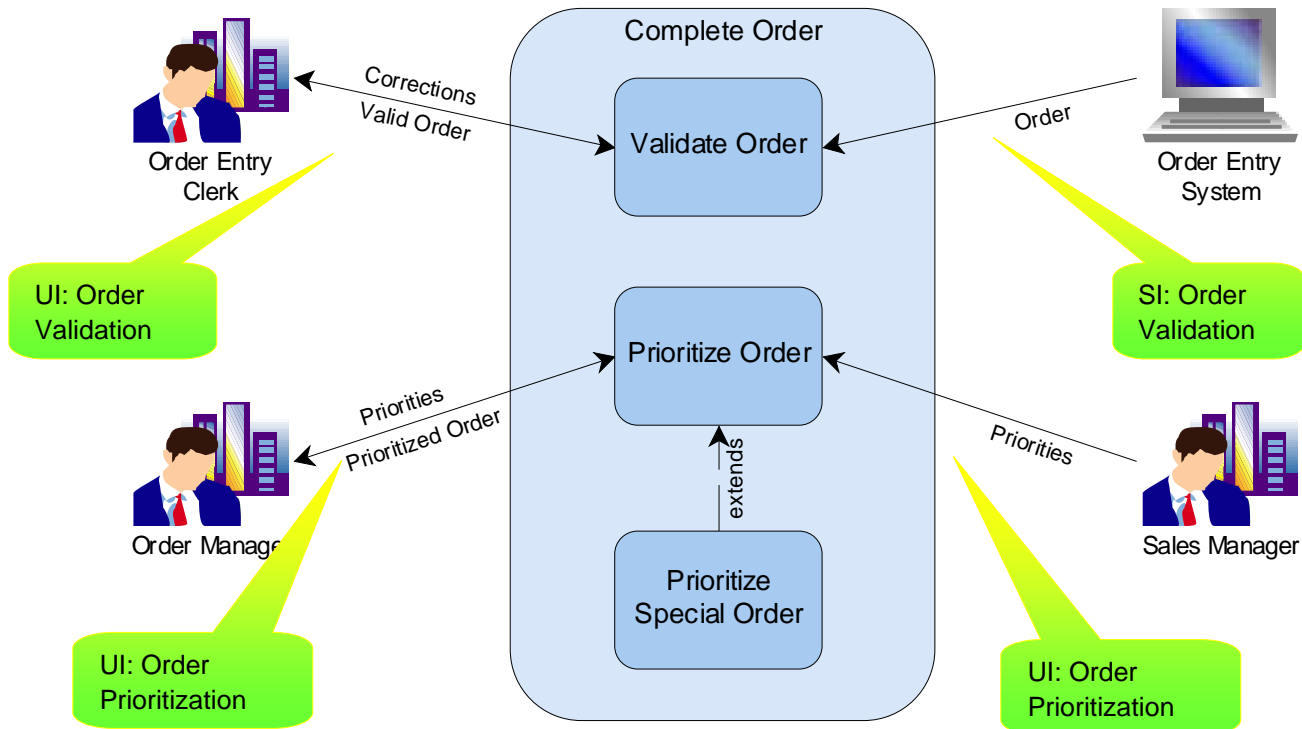 Complete Order
Corrections
Valid Order
Validate Order
Order
Order Entry
Clerk
Order Entry
System
UI: Order
Validation
SI: Order
Validation
Prioritize Order
Priorities
Prioritized Order
Priorities
extends
Order Manage
Sales Manager
Prioritize
Special Order
UI: Order
Prioritization
UI: Order
Prioritization